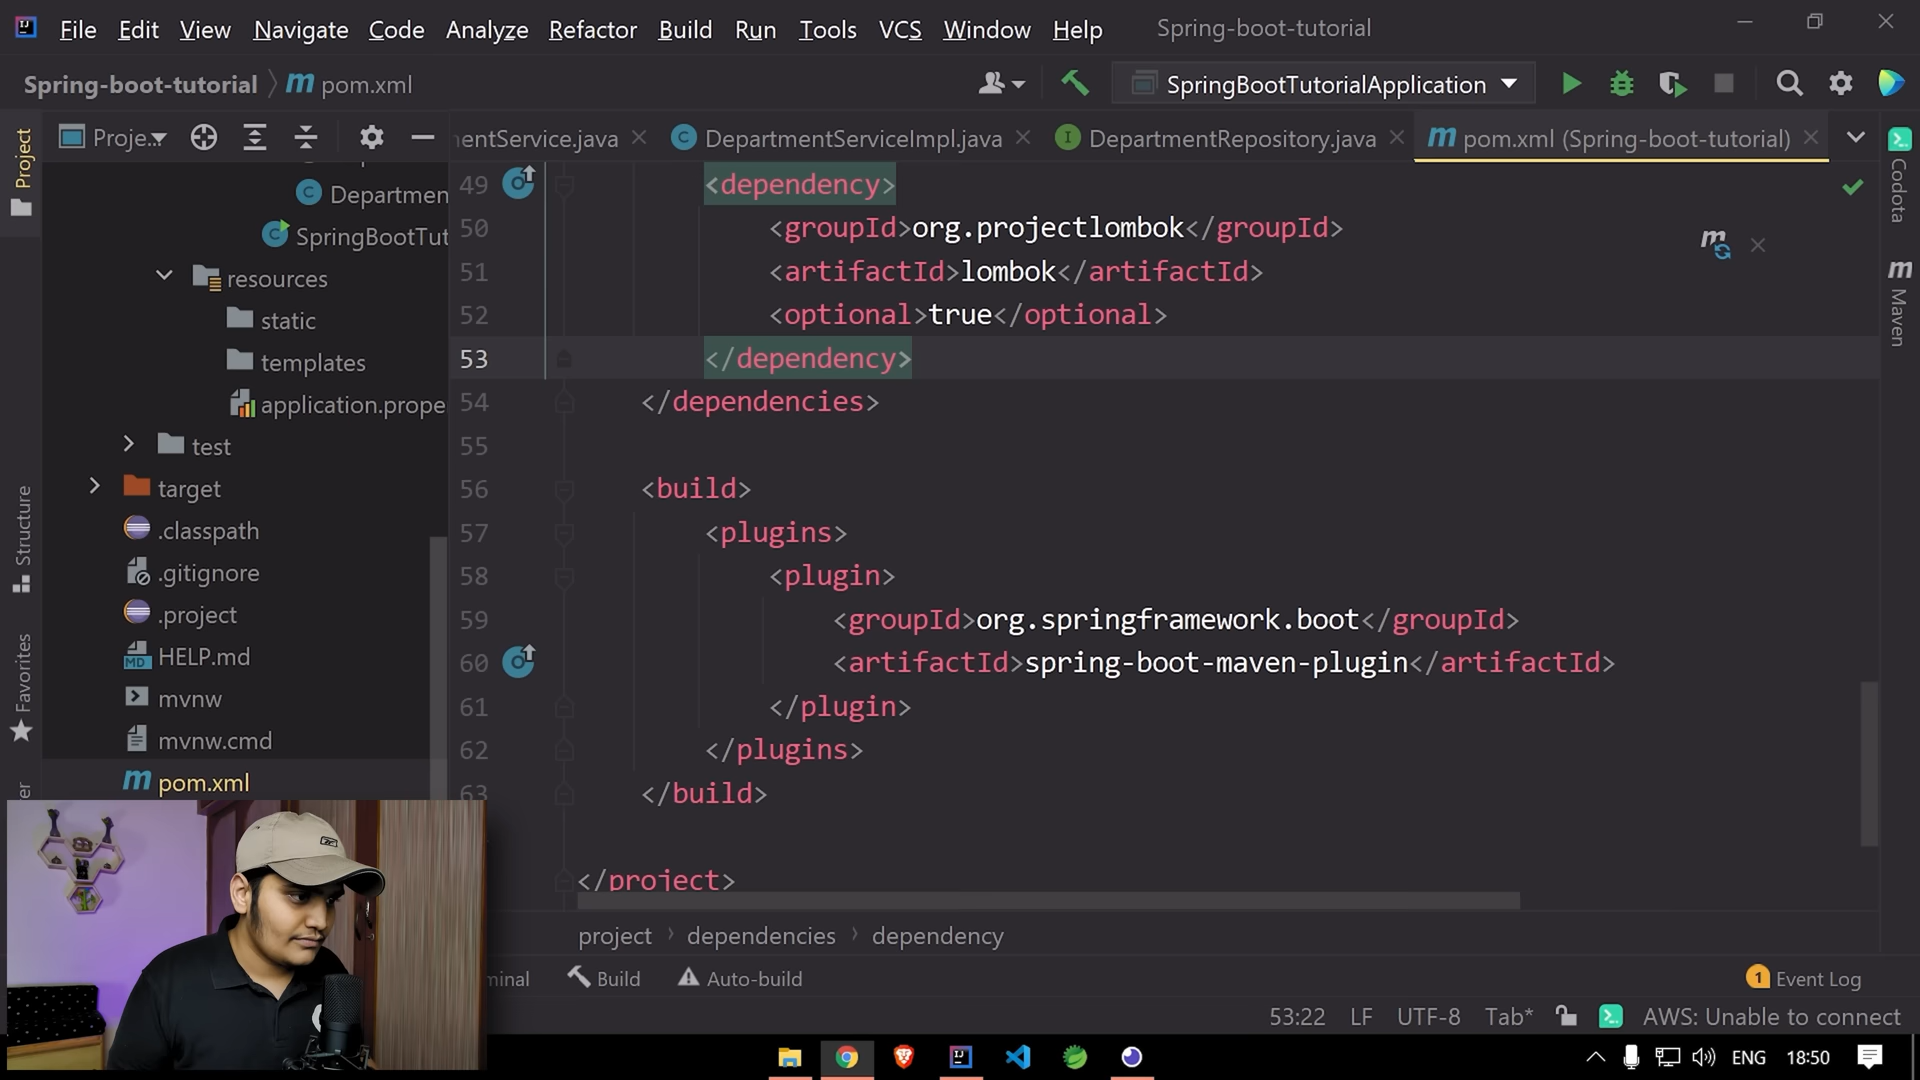 File Edit View Navigate Code Analyze Refactor Build Run Tools VCS Window Help Spring-boot-tutorial
Spring-boot-tutorial 〉 m pom.xml
SpringBootTutorialApplication
Project
Proje...
mentService.java
DepartmentServiceImpl.java
DepartmentRepository.java
pom.xml (Spring-boot-tutorial)
Codota
Maven
Structure
Favorites
Departmen
SpringBootTut
resources
static
templates
application.prope
test
target
.classpath
.gitignore
.project
HELP.md
mvnw
mvnw.cmd
pom.xml
49 <dependency>
50 <groupId>org.projectlombok</groupId>
51 <artifactId>lombok</artifactId>
52 <optional>true</optional>
53 </dependency>
54 </dependencies>
55
56 <build>
57 <plugins>
58 <plugin>
59 <groupId>org.springframework.boot</groupId>
60 <artifactId>spring-boot-maven-plugin</artifactId>
61 </plugin>
62 </plugins>
63 </build>
</project>
project › dependencies › dependency
minal Build Auto-build
1 Event Log
53:22 LF UTF-8 Tab* AWS: Unable to connect
ENG 18:50